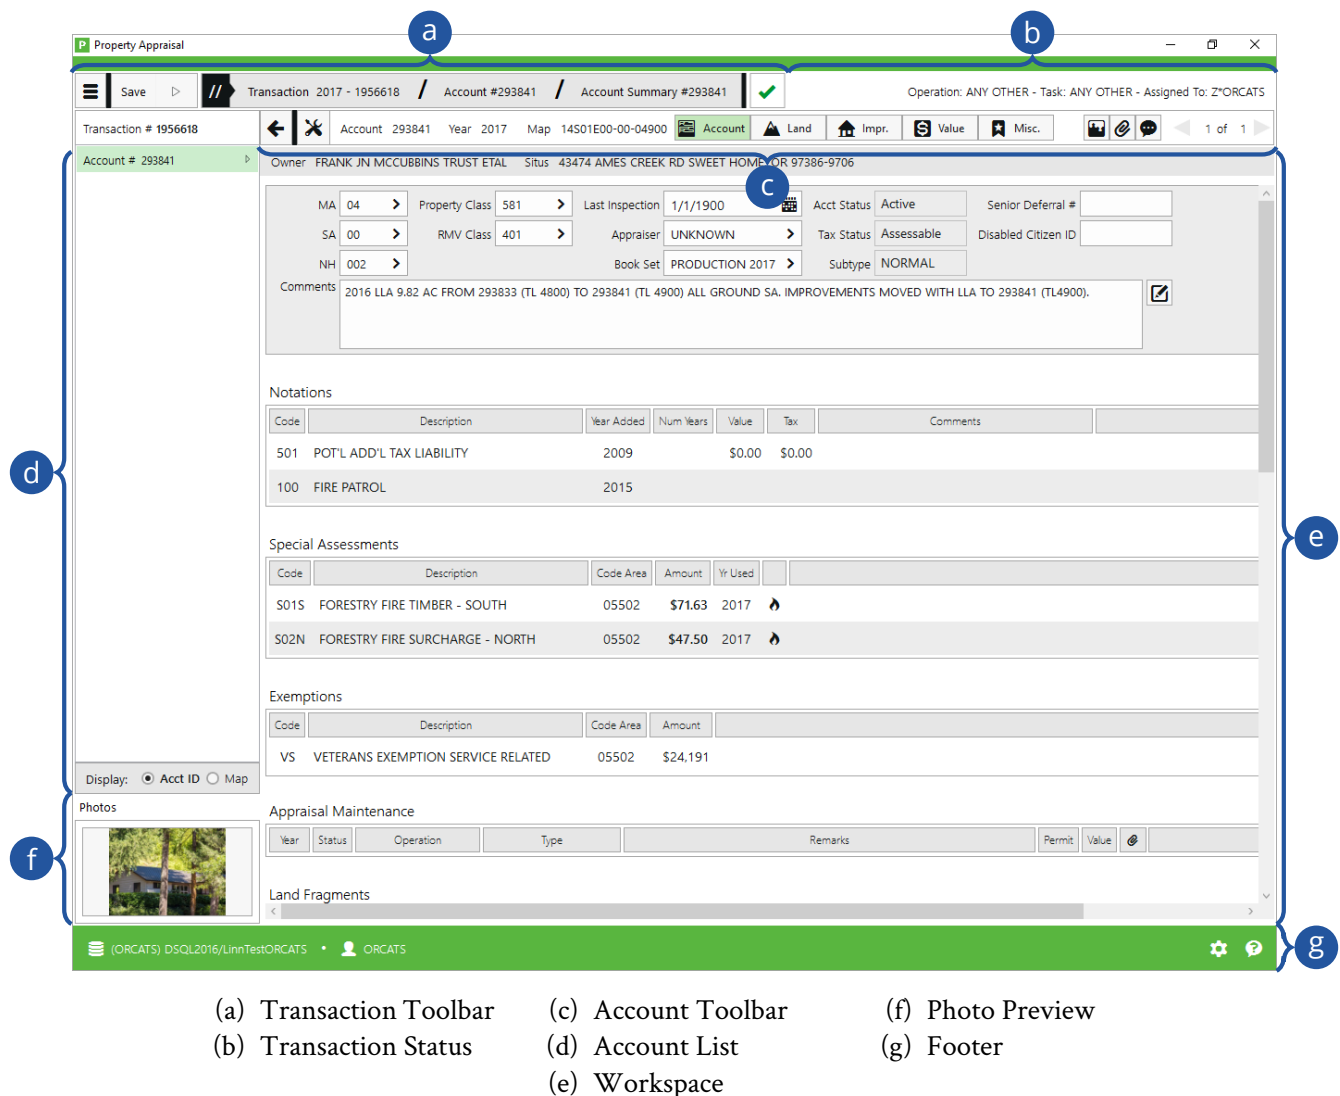 a
b
P Property Appraisal
Save // Transaction 2017 - 1956618 / Account #293841 / Account Summary #293841 Operation: ANY OTHER - Task: ANY OTHER - Assigned To: Z*ORCATS
Transaction # 1956618 Account 293841 Year 2017 Map 14S01E00-00-04900 Account Land Impr. Value Misc. 1 of 1
Account # 293841 Owner FRANK JN MCCUBBINS TRUST ETAL Situs 43474 AMES CREEK RD SWEET HOME OR 97386-9706
c
MA 04 Property Class 581 Last Inspection 1/1/1900 Acct Status Active Senior Deferral #
SA 00 RMV Class 401 Appraiser UNKNOWN Tax Status Assessable Disabled Citizen ID
NH 002 Book Set PRODUCTION 2017 Subtype NORMAL
Comments 2016 LLA 9.82 AC FROM 293833 (TL 4800) TO 293841 (TL 4900) ALL GROUND SA. IMPROVEMENTS MOVED WITH LLA TO 293841 (TL4900).
Notations
Code Description Year Added Num Years Value Tax Comments
501 POT'L ADD'L TAX LIABILITY 2009 $0.00 $0.00
d
100 FIRE PATROL 2015
e
Special Assessments
Code Description Code Area Amount Yr Used
S01S FORESTRY FIRE TIMBER - SOUTH 05502 $71.63 2017
S02N FORESTRY FIRE SURCHARGE - NORTH 05502 $47.50 2017
Exemptions
Code Description Code Area Amount
VS VETERANS EXEMPTION SERVICE RELATED 05502 $24,191
Display: Acct ID Map
Photos
Appraisal Maintenance
Year Status Operation Type Remarks Permit Value
f
Land Fragments
(ORCATS) DSQL2016/LinnTestORCATS • ORCATS
g
(a) Transaction Toolbar (c) Account Toolbar (f) Photo Preview
(b) Transaction Status (d) Account List (g) Footer
(e) Workspace